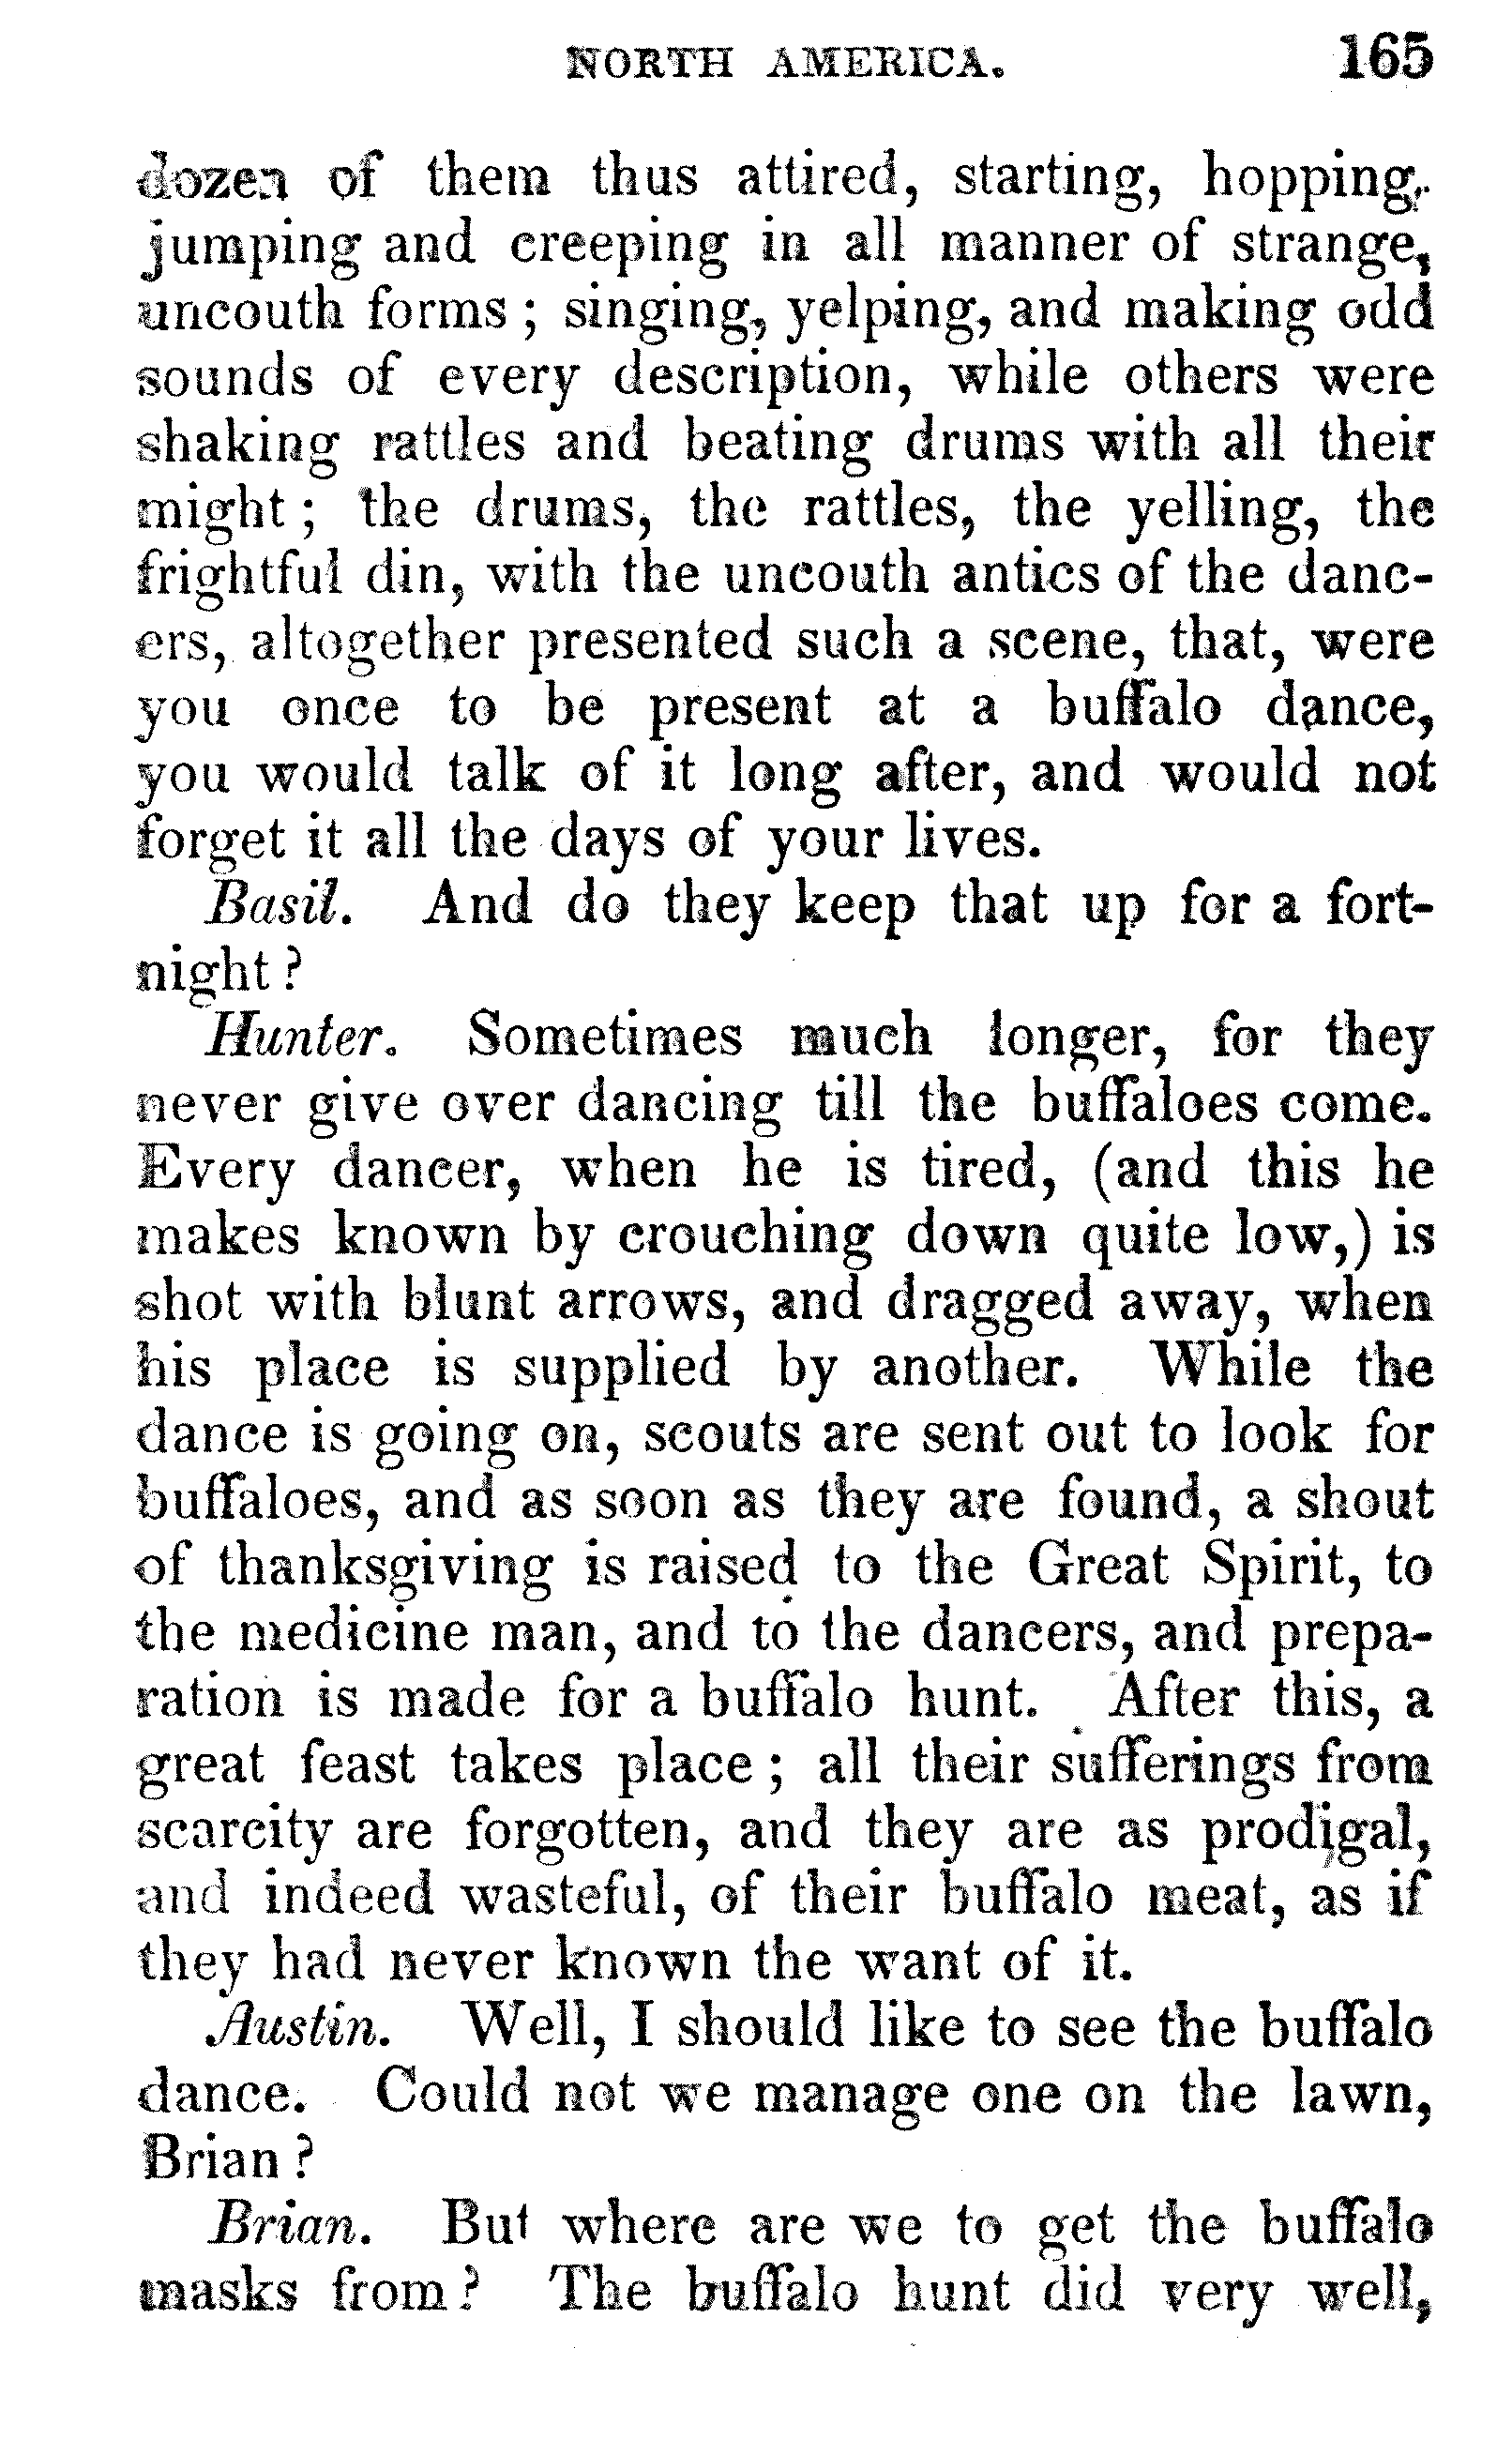 NORTH AMERICA. 165
dozen of them thus attired, starting, hopping,
jumping and creeping in all manner of strange,
uncouth forms ; singing, yelping, and making odd
sounds of every description, while others were
shaking rattles and beating drums with all their
might ; the drums, the rattles, the yelling, the
frightful din, with the uncouth antics of the danc-
ers, altogether presented such a scene, that, were
you once to be present at a buffalo dance,
you would talk of it long after, and would not
forget it all the days of your lives.
Basil. And do they keep that up for a fort-
night ?
Hunter. Sometimes much longer, for they
never give over dancing till the buffaloes come.
Every dancer, when he is tired, (and this he
makes known by crouching down quite low,) is
shot with blunt arrows, and dragged away, when
his place is supplied by another. While the
dance is going on, scouts are sent out to look for
buffaloes, and as soon as they are found, a shout
of thanksgiving is raised to the Great Spirit, to
the medicine man, and to the dancers, and prepa-
ration is made for a buffalo hunt. After this, a
great feast takes place ; all their sufferings from
scarcity are forgotten, and they are as prodigal,
and indeed wasteful, of their buffalo meat, as if
they had never known the want of it.
Austin. Well, I should like to see the buffalo
dance. Could not we manage one on the lawn,
Brian ?
Brian. But where are we to get the buffalo
masks from ? The buffalo hunt did very well,